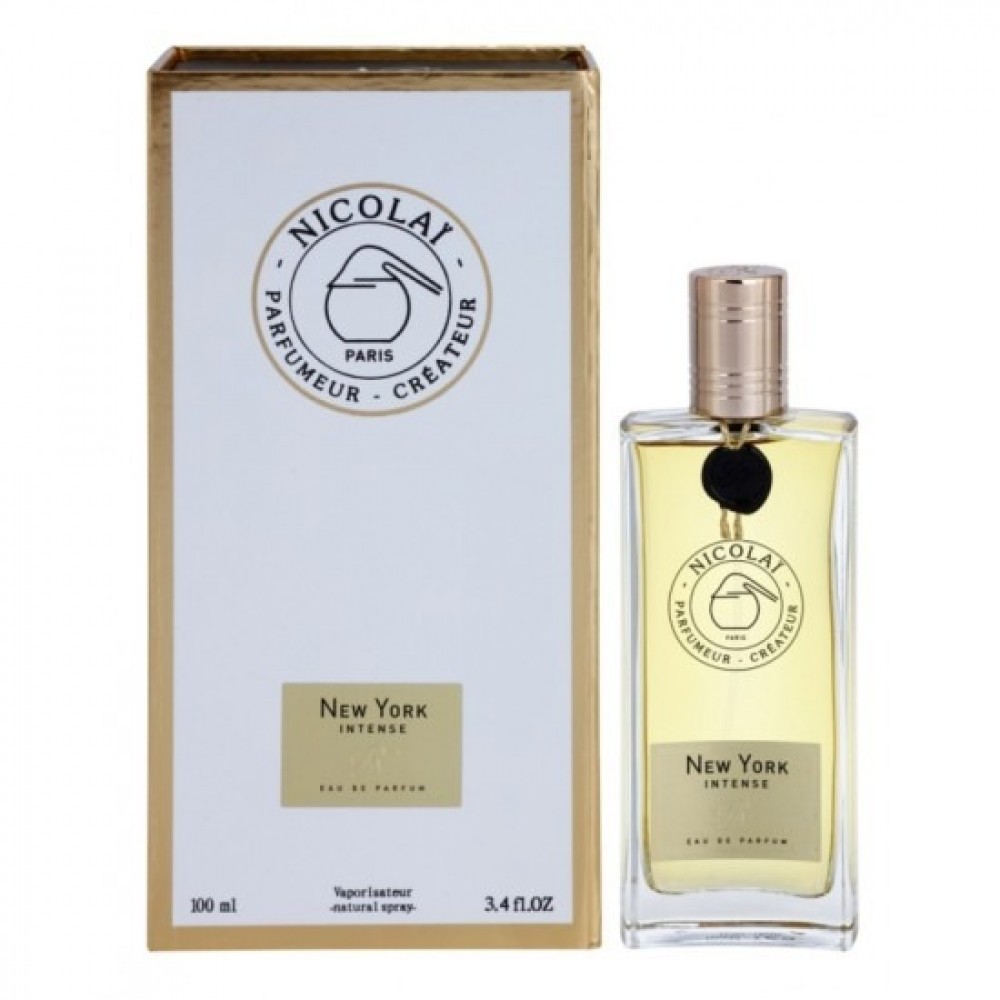 NICOLAÏ
PARFUMEUR - CRÉATEUR
PARIS
NEW YORK
INTENSE
EAU DE PARFUM
100 ml
Vaporisateur
-natural spray-
3.4 fl.OZ
NICOLAÏ
PARFUMEUR - CRÉATEUR
PARIS
NEW YORK
INTENSE
EAU DE PARFUM